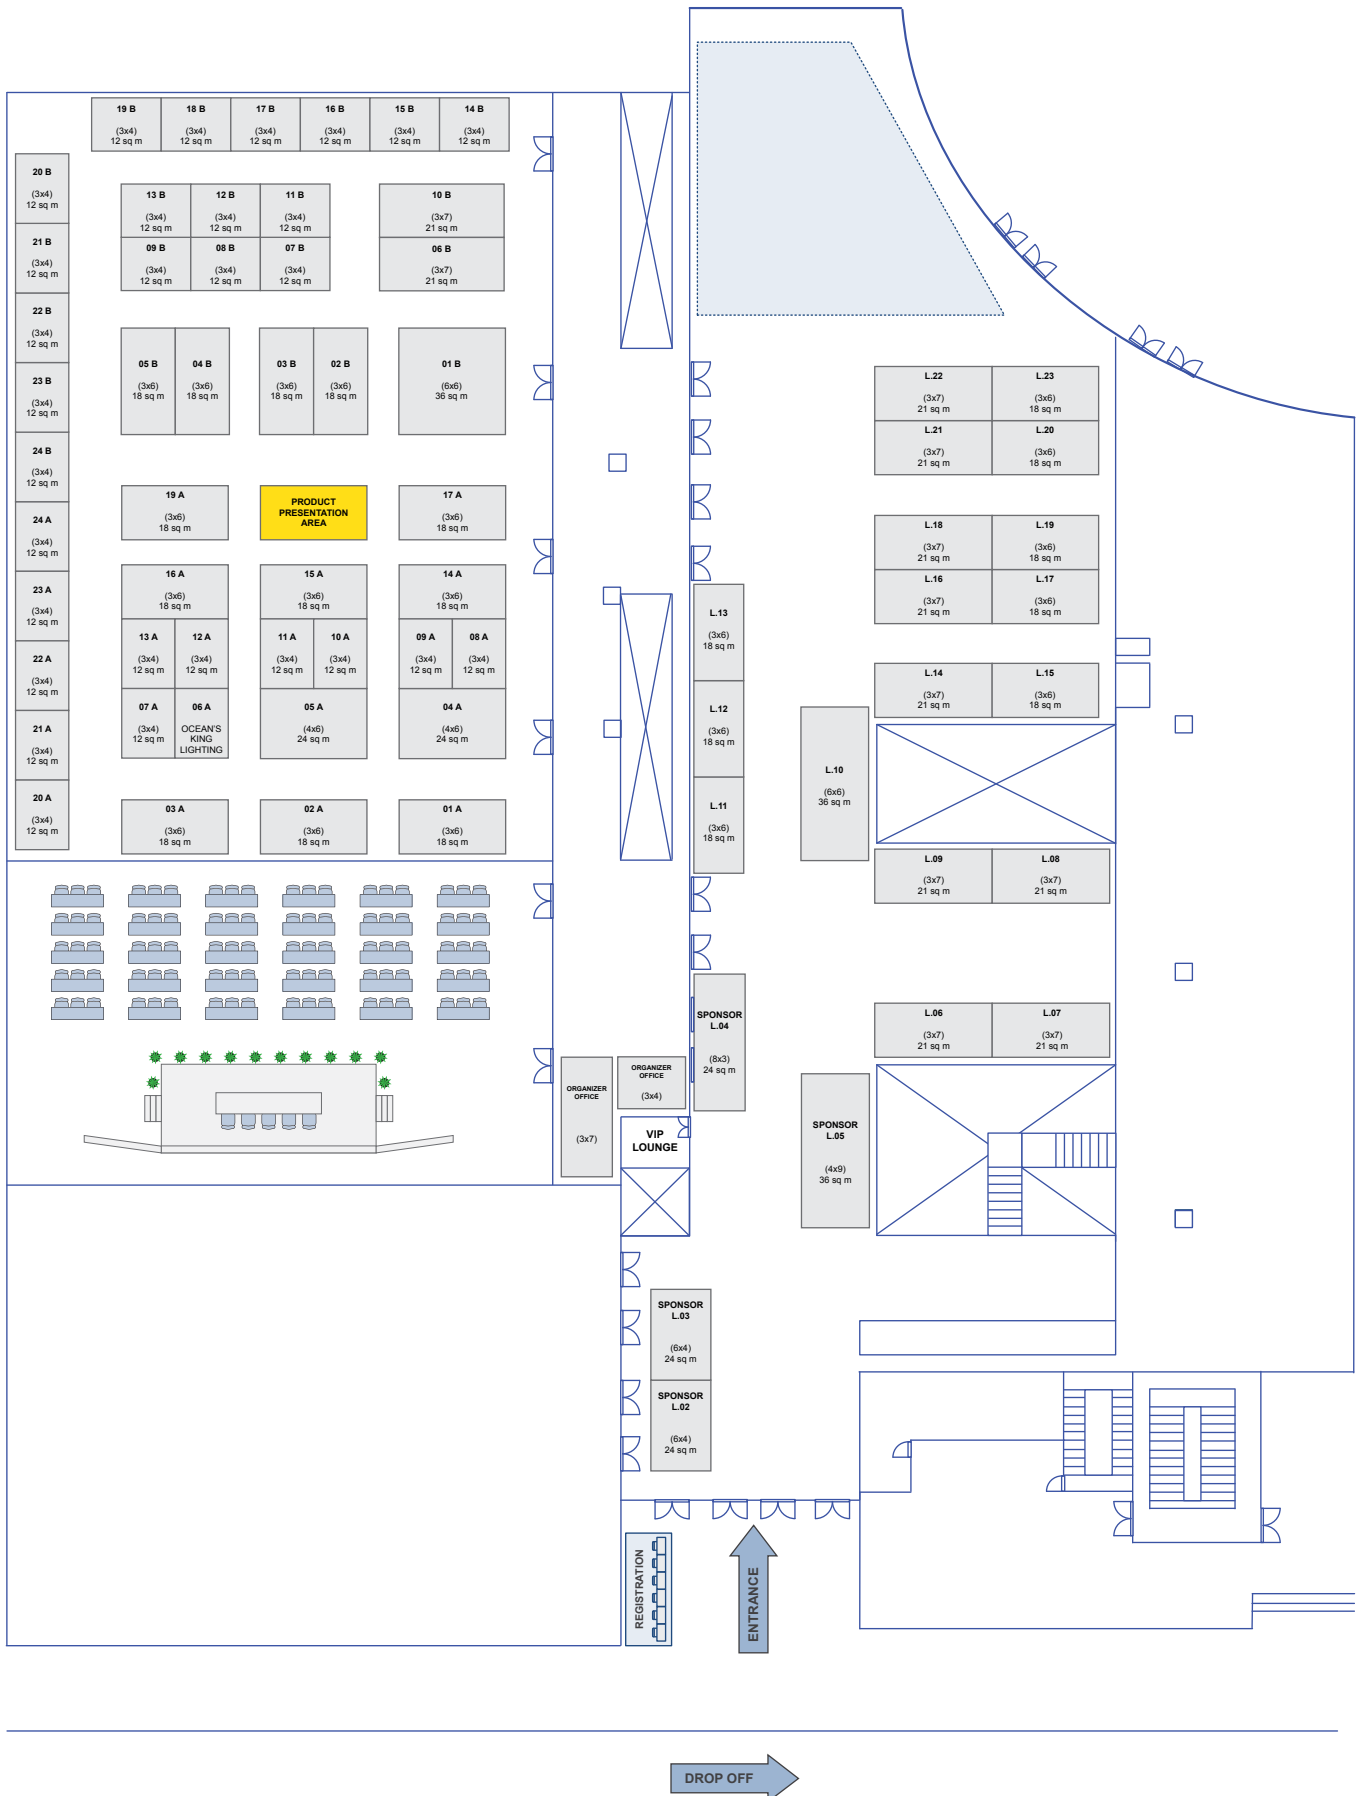 19 B
(3x4)
12 sq m
18 B
(3x4)
12 sq m
17 B
(3x4)
12 sq m
16 B
(3x4)
12 sq m
15 B
(3x4)
12 sq m
14 B
(3x4)
12 sq m
20 B
(3x4)
12 sq m
21 B
(3x4)
12 sq m
22 B
(3x4)
12 sq m
23 B
(3x4)
12 sq m
24 B
(3x4)
12 sq m
24 A
(3x4)
12 sq m
23 A
(3x4)
12 sq m
22 A
(3x4)
12 sq m
21 A
(3x4)
12 sq m
20 A
(3x4)
12 sq m
13 B
(3x4)
12 sq m
12 B
(3x4)
12 sq m
11 B
(3x4)
12 sq m
10 B
(3x7)
21 sq m
09 B
(3x4)
12 sq m
08 B
(3x4)
12 sq m
07 B
(3x4)
12 sq m
06 B
(3x7)
21 sq m
05 B
(3x6)
18 sq m
04 B
(3x6)
18 sq m
03 B
(3x6)
18 sq m
02 B
(3x6)
18 sq m
01 B
(6x6)
36 sq m
19 A
(3x6)
18 sq m
PRODUCT
PRESENTATION
AREA
17 A
(3x6)
18 sq m
16 A
(3x6)
18 sq m
15 A
(3x6)
18 sq m
14 A
(3x6)
18 sq m
13 A
(3x4)
12 sq m
12 A
(3x4)
12 sq m
11 A
(3x4)
12 sq m
10 A
(3x4)
12 sq m
09 A
(3x4)
12 sq m
08 A
(3x4)
12 sq m
07 A
(3x4)
12 sq m
06 A
OCEAN'S
KING
LIGHTING
05 A
(4x6)
24 sq m
04 A
(4x6)
24 sq m
03 A
(3x6)
18 sq m
02 A
(3x6)
18 sq m
01 A
(3x6)
18 sq m
L.22
(3x7)
21 sq m
L.23
(3x6)
18 sq m
L.21
(3x7)
21 sq m
L.20
(3x6)
18 sq m
L.18
(3x7)
21 sq m
L.19
(3x6)
18 sq m
L.16
(3x7)
21 sq m
L.17
(3x6)
18 sq m
L.13
(3x6)
18 sq m
L.12
(3x6)
18 sq m
L.11
(3x6)
18 sq m
L.14
(3x7)
21 sq m
L.15
(3x6)
18 sq m
L.10
(6x6)
36 sq m
L.09
(3x7)
21 sq m
L.08
(3x7)
21 sq m
SPONSOR
L.04
(8x3)
24 sq m
L.06
(3x7)
21 sq m
L.07
(3x7)
21 sq m
ORGANIZER
OFFICE
(3x7)
ORGANIZER
OFFICE
(3x4)
VIP
LOUNGE
SPONSOR
L.05
(4x9)
36 sq m
SPONSOR
L.03
(6x4)
24 sq m
SPONSOR
L.02
(6x4)
24 sq m
REGISTRATION
ENTRANCE
DROP OFF